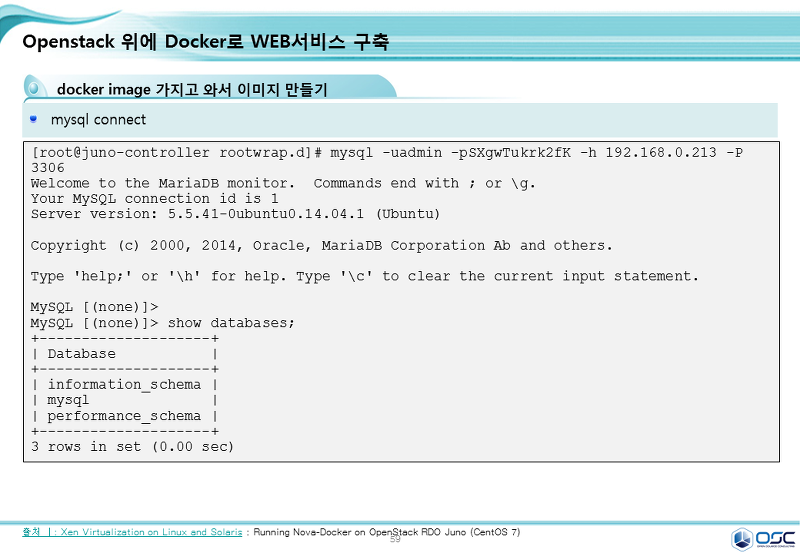 Openstack 위에 Docker로 WEB서비스 구축
docker image 가지고 와서 이미지 만들기
mysql connect
[root@juno-controller rootwrap.d]# mysql -uadmin -pSXgwTukrk2fK -h 192.168.0.213 -P
3306
Welcome to the MariaDB monitor.  Commands end with ; or \g.
Your MySQL connection id is 1
Server version: 5.5.41-0ubuntu0.14.04.1 (Ubuntu)
Copyright (c) 2000, 2014, Oracle, MariaDB Corporation Ab and others.
Type 'help;' or '\h' for help. Type '\c' to clear the current input statement.
MySQL [(none)]>
MySQL [(none)]> show databases;
+--------------------+
| Database           |
+--------------------+
| information_schema |
| mysql              |
| performance_schema |
+--------------------+
3 rows in set (0.00 sec)
출처 | : Xen Virtualization on Linux and Solaris : Running Nova-Docker on OpenStack RDO Juno (CentOS 7)
59
OSC
OPEN SOURCE CONSULTING